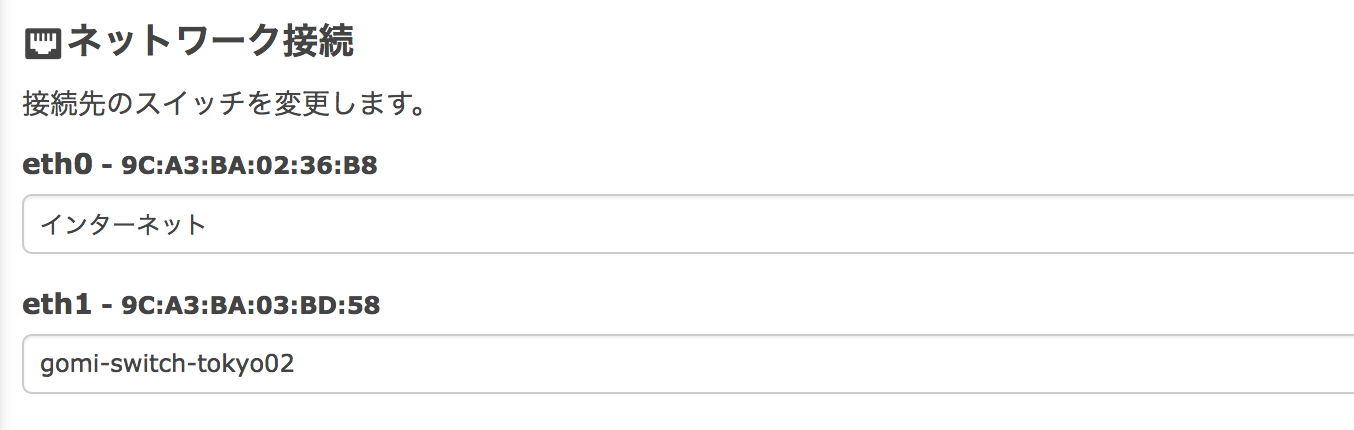 ネットワーク接続
接続先のスイッチを変更します。
eth0 - 9C:A3:BA:02:36:B8
インターネット
eth1 - 9C:A3:BA:03:BD:58
gomi-switch-tokyo02